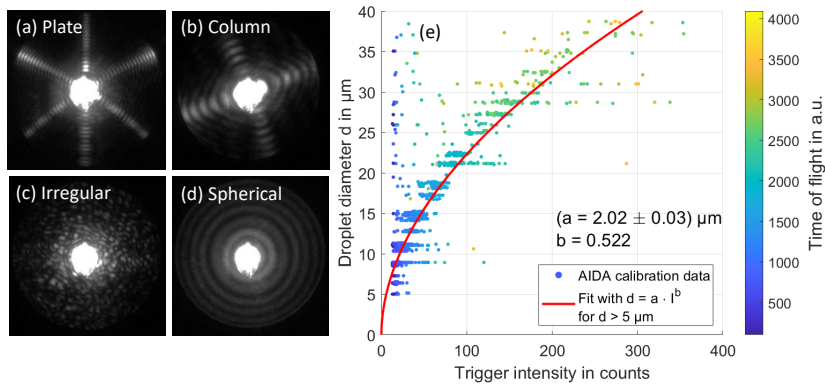 (a) Plate
(b) Column
(c) Irregular
(d) Spherical
(e)
Droplet diameter d in µm
40
35
30
25
20
15
10
5
0
0
100
200
300
400
Trigger intensity in counts
(a = 2.02 ± 0.03) µm
b = 0.522
AIDA calibration data
Fit with d = a · I^b
for d > 5 µm
4000
3500
3000
2500
2000
1500
1000
500
Time of flight in a.u.